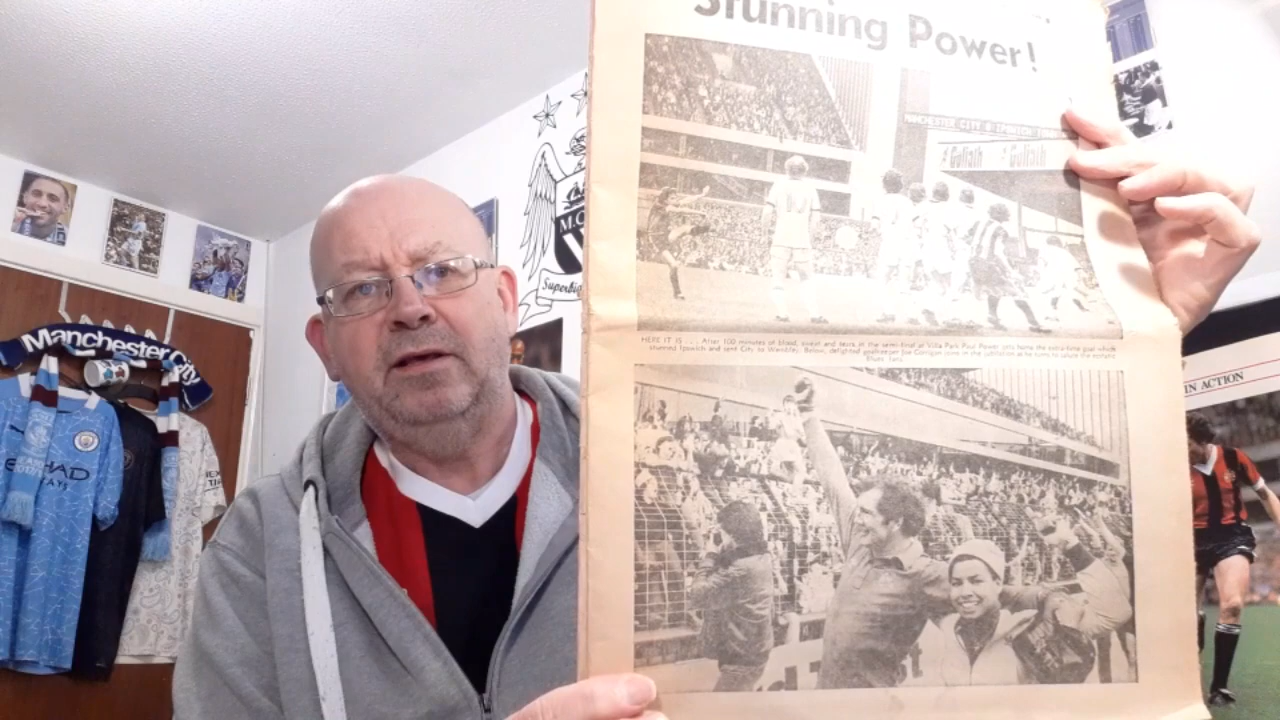 Stunning Power!
MANCHESTER CITY & IPSWICH TOWN
Goliath Goliath
HERE IT IS . . . After 100 minutes of blood, sweat and tears in the semi-final at Villa Park Paul Power sets home the extra-time goal which
stunned Ipswich and sent City to Wembley. Below, delighted goalkeeper Joe Corrigan joins in the jubilation as he turns to salute the ecstatic
Blues fans.
Manchester City
IN ACTION